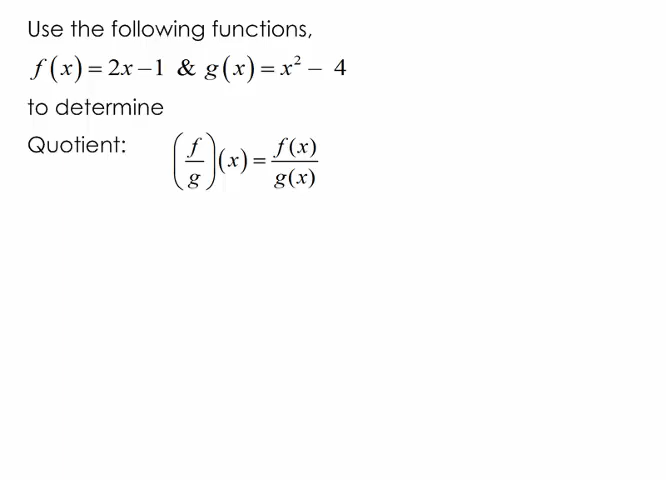 Use the following functions,
f(x) = 2x − 1 & g(x) = x² − 4
to determine
Quotient: (f/g)(x) = f(x)/g(x)